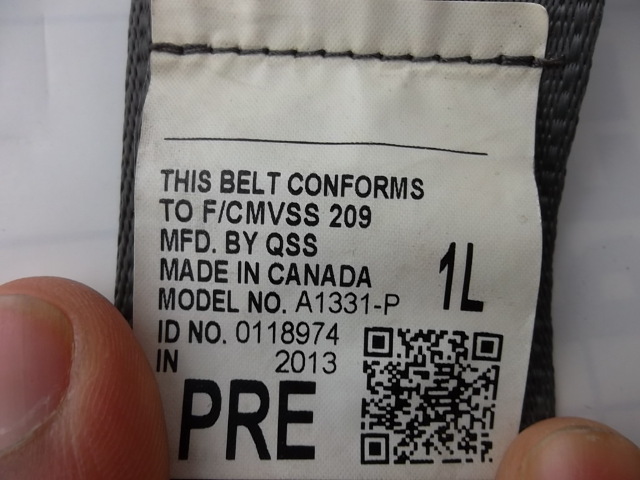 THIS BELT CONFORMS
TO F/CMVSS 209
MFD. BY QSS
MADE IN CANADA
MODEL NO. A1331-P
1L
ID NO. 0118974
IN 2013
PRE